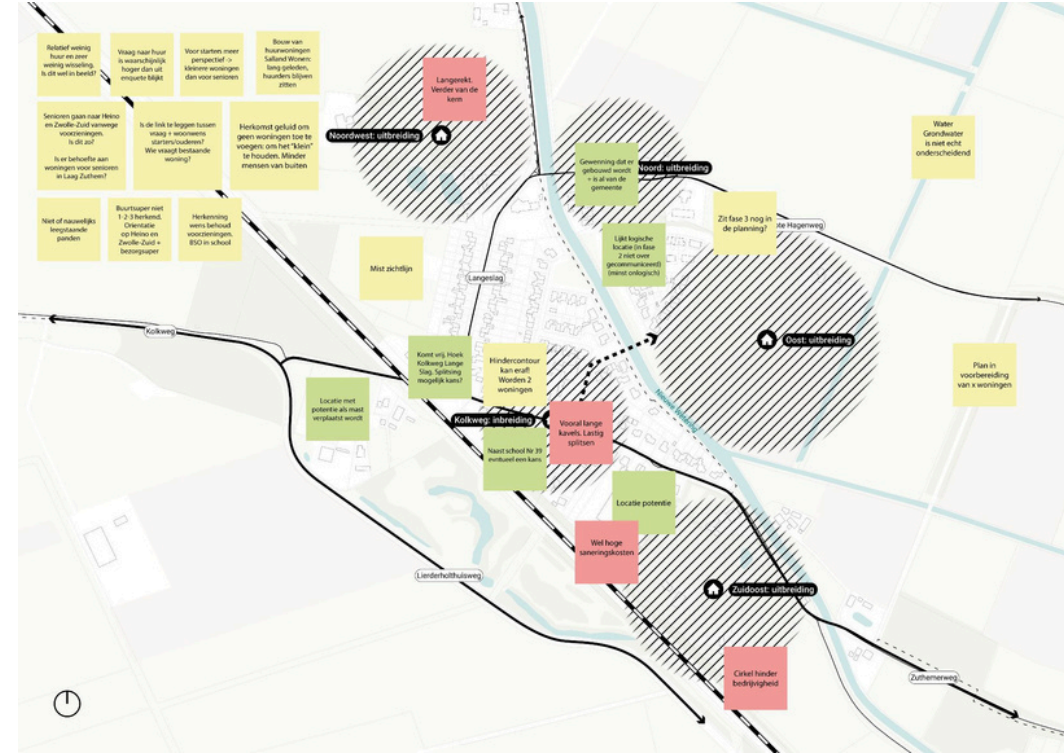 Relatief weinig
huur en zeer
weinig wisseling.
Is dit wel in beeld?
Vraag naar huur
is waarschijnlijk
hoger dan uit
enquete blijkt
Voor starters meer
perspectief ->
kleinere woningen
dan voor senioren
Bouw van
huurwoningen
Salland Wonen:
lang geleden,
huurders blijven
zitten
Senioren gaan naar Heino
en Zwolle-Zuid vanwege
voorzieningen.
Is dit zo?
Is er behoefte aan
woningen voor senioren
in Laag Zuthem?
Is de link te leggen tussen
vraag + woonwens
starters/ouderen?
Wie vraagt bestaande
woning?
Herkomst geluid om
geen woningen toe te
voegen: om het "klein"
te houden. Minder
mensen van buiten
Niet of nauwelijks
leegstaande
panden
Buurtsuper niet
1-2-3 herkend.
Orientatie
op Heino en
Zwolle-Zuid +
bezorgsuper
Herkenning
wens behoud
voorzieningen.
BSO in school
Langerekt.
Verder van de
kern
Noordwest: uitbreiding
Gewenning dat er
gebouwd wordt
+ is al van de
gemeente
Noord: uitbreiding
Water
Grondwater
is niet echt
onderscheidend
Zit fase 3 nog in
de planning?
Hagenweg
Lijkt logische
locatie (in fase
2 niet over
gecommuniceerd)
(minst onlogisch)
Mist zichtlijn
Langeslag
Kolkweg
Oost: uitbreiding
Komt vrij. Hoek
Kolkweg Lange
Slag. Splitsing
mogelijk kans?
Hindercontour
kan eraf!
Worden 2
woningen
Plan in
voorbereiding
van x woningen
Locatie met
potentie als mast
verplaatst wordt
Nieuwe Wetering
Kolkweg: inbreiding
Vooral lange
kavels. Lastig
splitsen
Naast school Nr 39
evntueel een kans
Locatie potentie
Wel hoge
saneringskosten
Lierderholthuisweg
Zuidoost: uitbreiding
Cirkel hinder
bedrijvigheid
Zuthemerweg